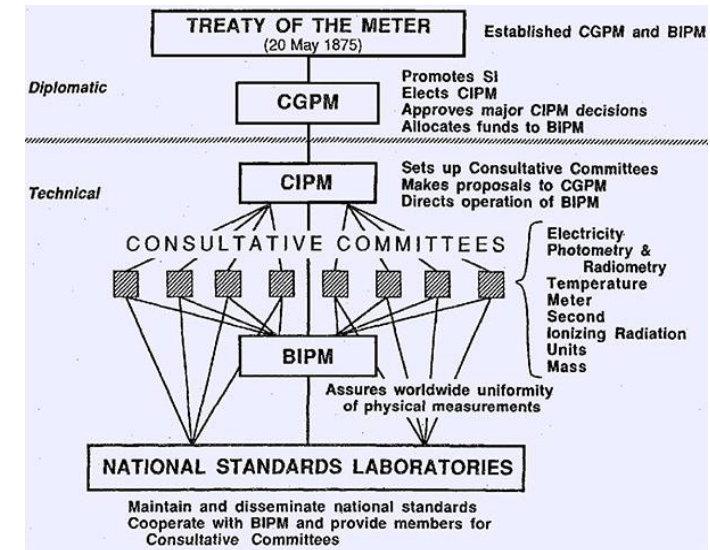 TREATY OF THE METER
(20 May 1875)
Established CGPM and BIPM
Diplomatic
CGPM
Promotes SI
Elects CIPM
Approves major CIPM decisions
Allocates funds to BIPM
Technical
CIPM
Sets up Consultative Committees
Makes proposals to CGPM
Directs operation of BIPM
CONSULTATIVE COMMITTEES
Electricity
Photometry &
Radiometry
Temperature
Meter
Second
Ionizing Radiation
Units
Mass
BIPM
Assures worldwide uniformity
of physical measurements
NATIONAL STANDARDS LABORATORIES
Maintain and disseminate national standards
Cooperate with BIPM and provide members for
Consultative Committees